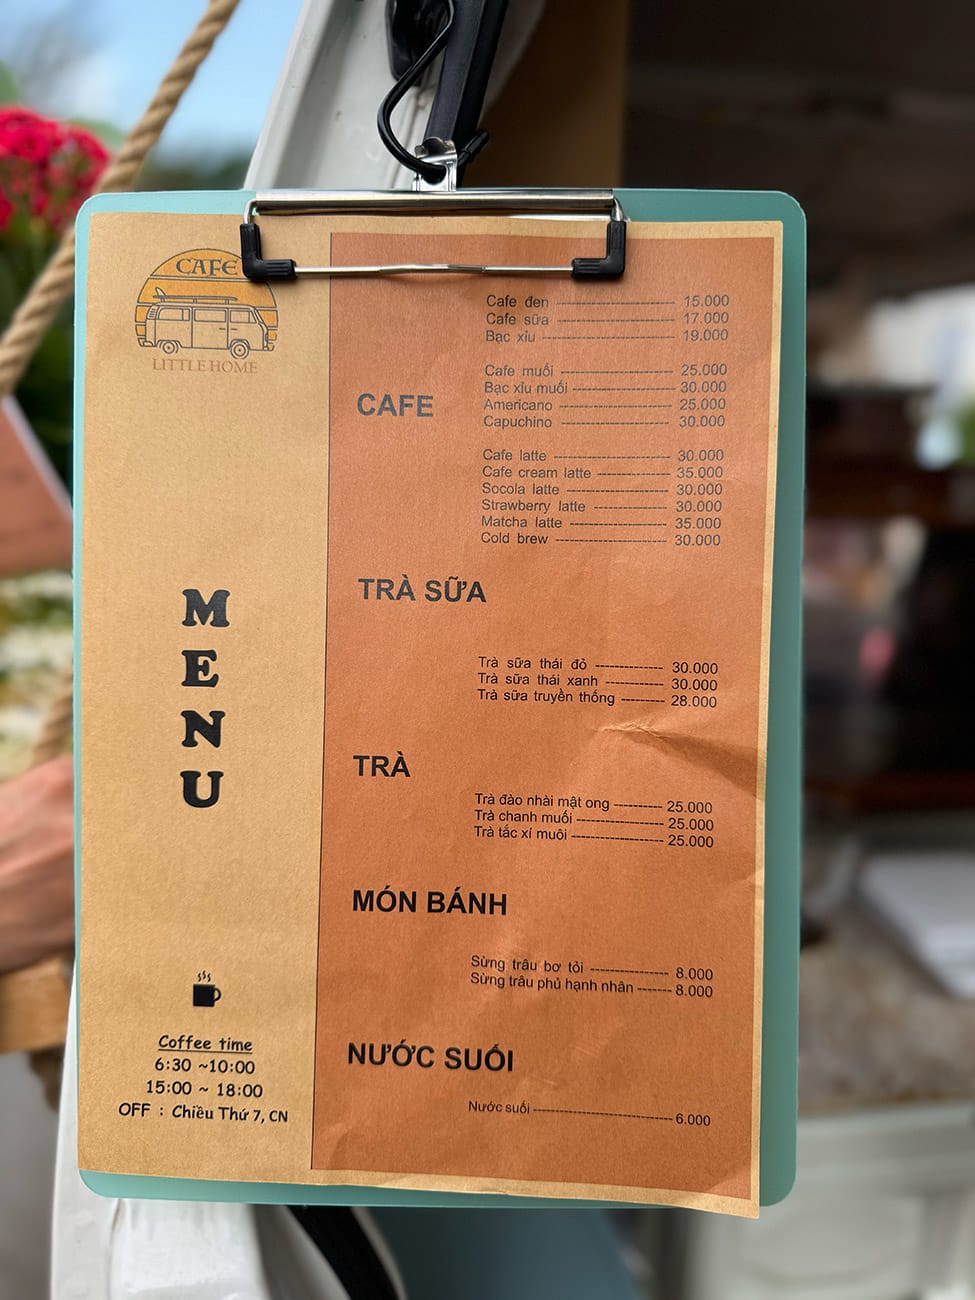 CAFE
LITTLE HOME
MENU
Coffee time
6:30 ~10:00
15:00 ~ 18:00
OFF : Chiều Thứ 7, CN
CAFE
Cafe đen 15.000
Cafe sữa 17.000
Bạc xỉu 19.000
Cafe muối 25.000
Bạc xỉu muối 30.000
Americano 25.000
Capuchino 30.000
Cafe latte 30.000
Cafe cream latte 35.000
Socola latte 30.000
Strawberry latte 30.000
Matcha latte 35.000
Cold brew 30.000
TRÀ SỮA
Trà sữa thái đỏ 30.000
Trà sữa thái xanh 30.000
Trà sữa truyền thống 28.000
TRÀ
Trà đào nhài mật ong 25.000
Trà chanh muối 25.000
Trà tắc xí muội 25.000
MÓN BÁNH
Sừng trâu bơ tỏi 8.000
Sừng trâu phủ hạnh nhân 8.000
NƯỚC SUỐI
Nước suối 6.000